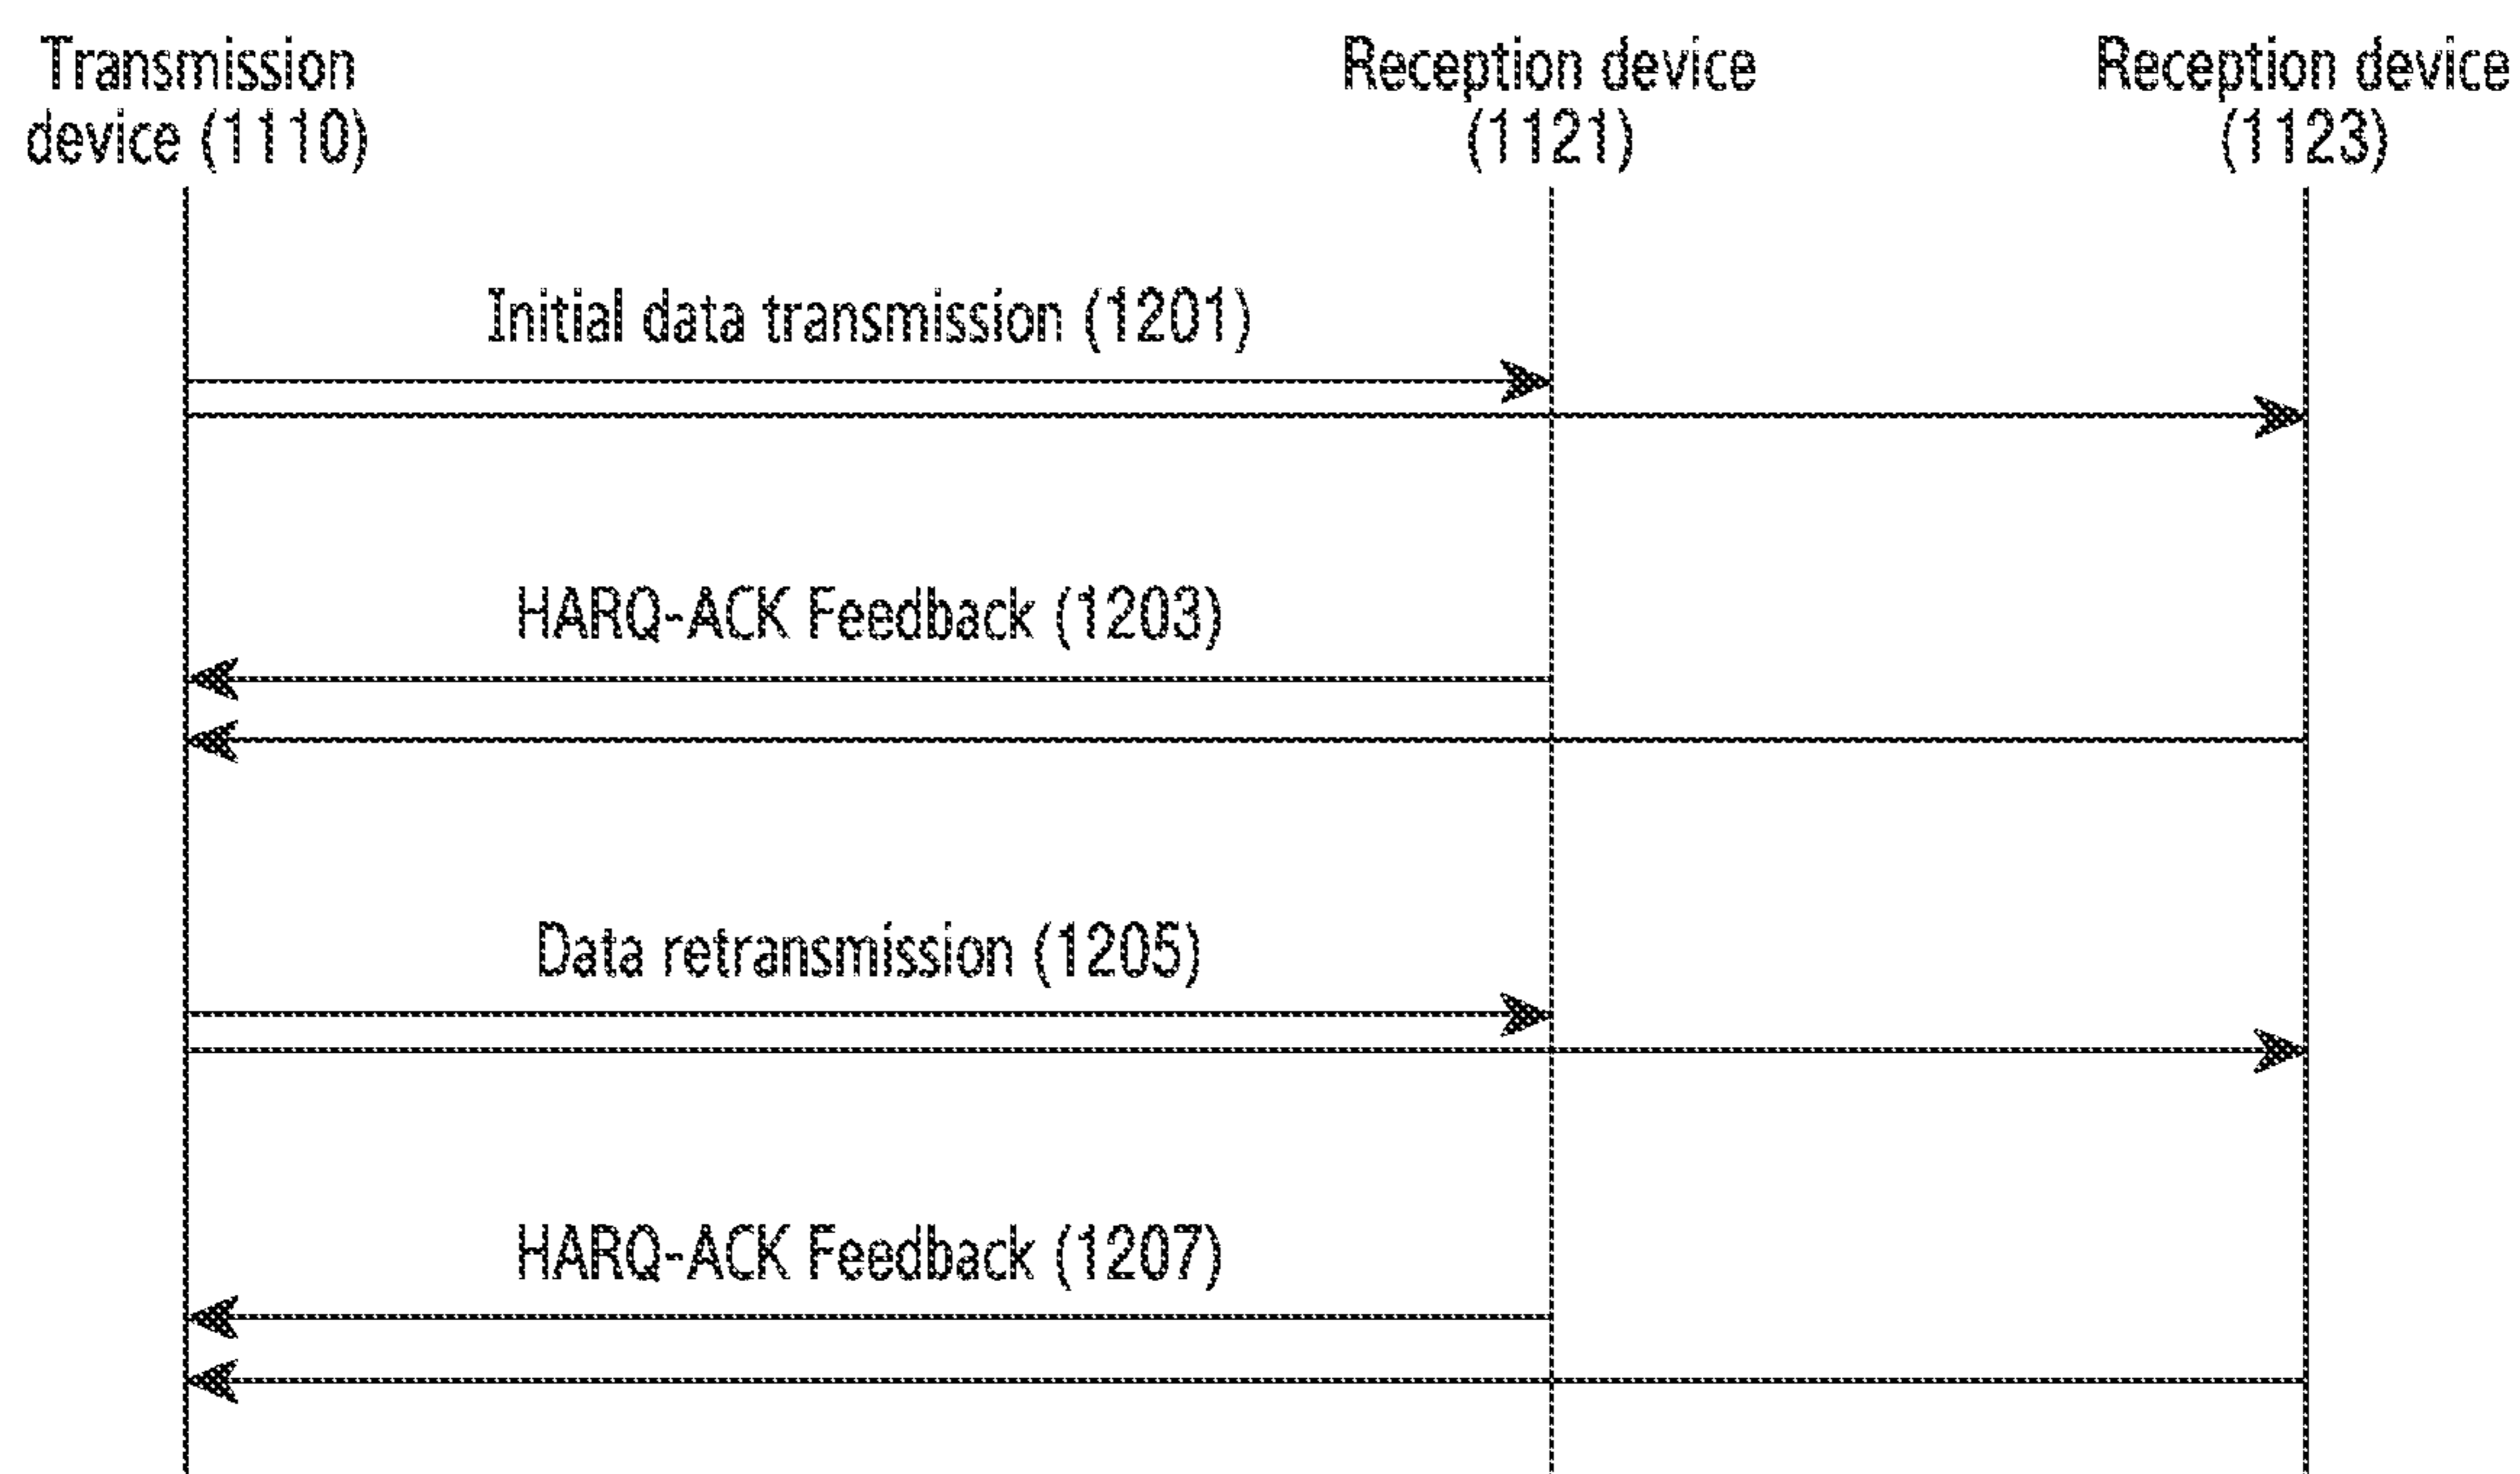 Transmission
device (1110)
Reception device
(1121)
Reception device
(1123)
Initial data transmission (1201)
HARQ-ACK Feedback (1203)
Data retransmission (1205)
HARQ-ACK Feedback (1207)